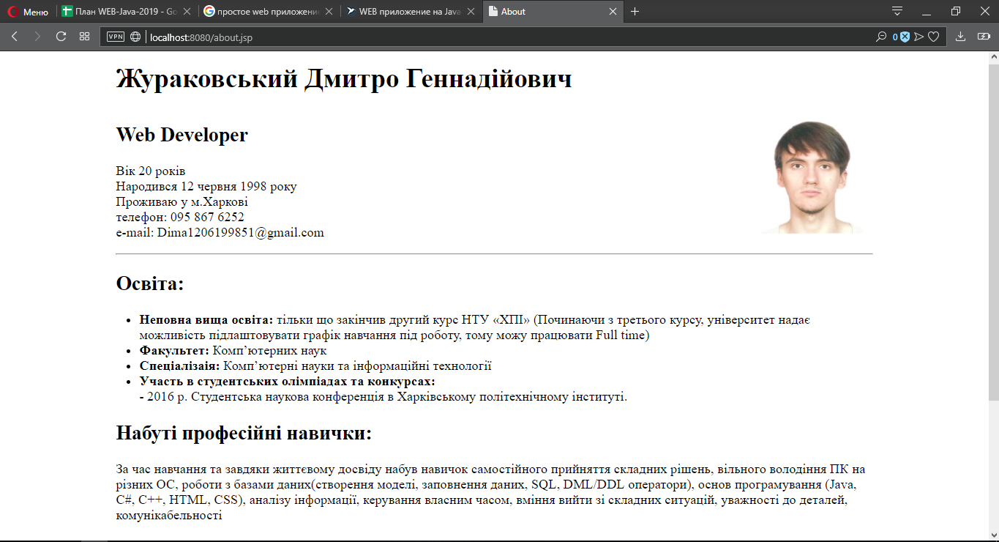 Меню
План WEB-Java-2019 - Go
простое web приложени
WEB приложение на Java
About
VPN
localhost:8080/about.jsp
0
Жураковський Дмитро Геннадійович
Web Developer
Вік 20 років
Народився 12 червня 1998 року
Проживаю у м.Харкові
телефон: 095 867 6252
e-mail: Dima1206199851@gmail.com
Освіта:
• Неповна вища освіта: тільки що закінчив другий курс НТУ «ХПІ» (Починаючи з третього курсу, університет надає
можливість підлаштовувати графік навчання під роботу, тому можу працювати Full time)
• Факультет: Комп’ютерних наук
• Спеціалізаія: Комп’ютерні науки та інформаційні технології
• Участь в студентських олімпіадах та конкурсах:
- 2016 р. Студентська наукова конференція в Харківському політехнічному інституті.
Набуті професійні навички:
За час навчання та завдяки життєвому досвіду набув навичок самостійного прийняття складних рішень, вільного володіння ПК на
різних ОС, роботи з базами даних(створення моделі, заповнення даних, SQL, DML/DDL оператори), основ програмування (Java,
C#, C++, HTML, CSS), аналізу інформації, керування власним часом, вміння вийти зі складних ситуацій, уважності до деталей,
комунікабельності